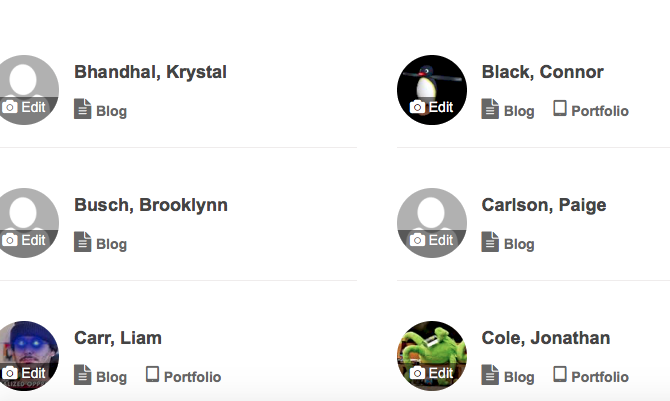 Bhandhal, Krystal
Edit
Blog
Black, Connor
Edit
Blog Portfolio
Busch, Brooklynn
Edit
Blog
Carlson, Paige
Edit
Blog
Carr, Liam
Edit
Blog Portfolio
Cole, Jonathan
Edit
Blog Portfolio